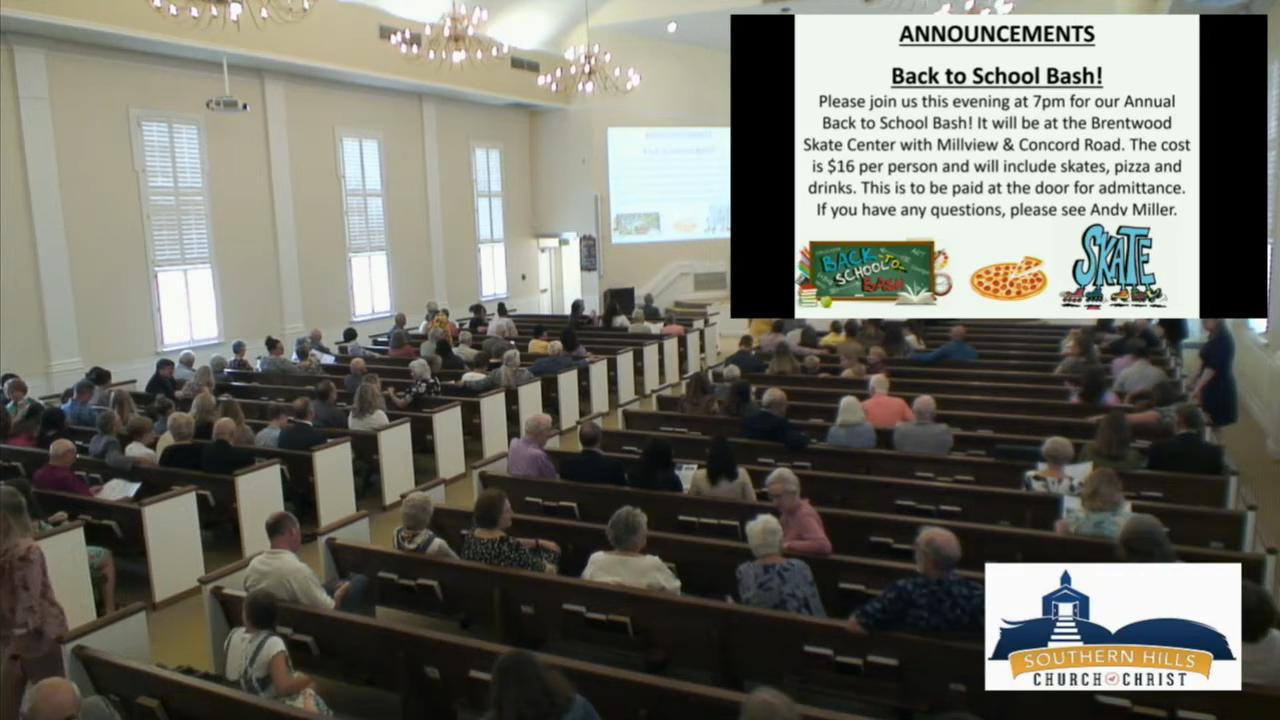 ANNOUNCEMENTS
Back to School Bash!
Please join us this evening at 7pm for our Annual
Back to School Bash! It will be at the Brentwood
Skate Center with Millview & Concord Road. The cost
is $16 per person and will include skates, pizza and
drinks. This is to be paid at the door for admittance.
If you have any questions, please see Andy Miller.
BACK TO
SCHOOL
BASH
SKATE
SOUTHERN HILLS
CHURCH OF CHRIST